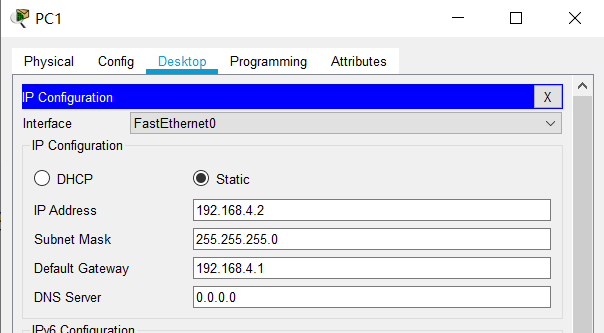 PC1
Physical Config Desktop Programming Attributes
IP Configuration X
Interface FastEthernet0
IP Configuration
DHCP Static
IP Address 192.168.4.2
Subnet Mask 255.255.255.0
Default Gateway 192.168.4.1
DNS Server 0.0.0.0
IPv6 Configuration